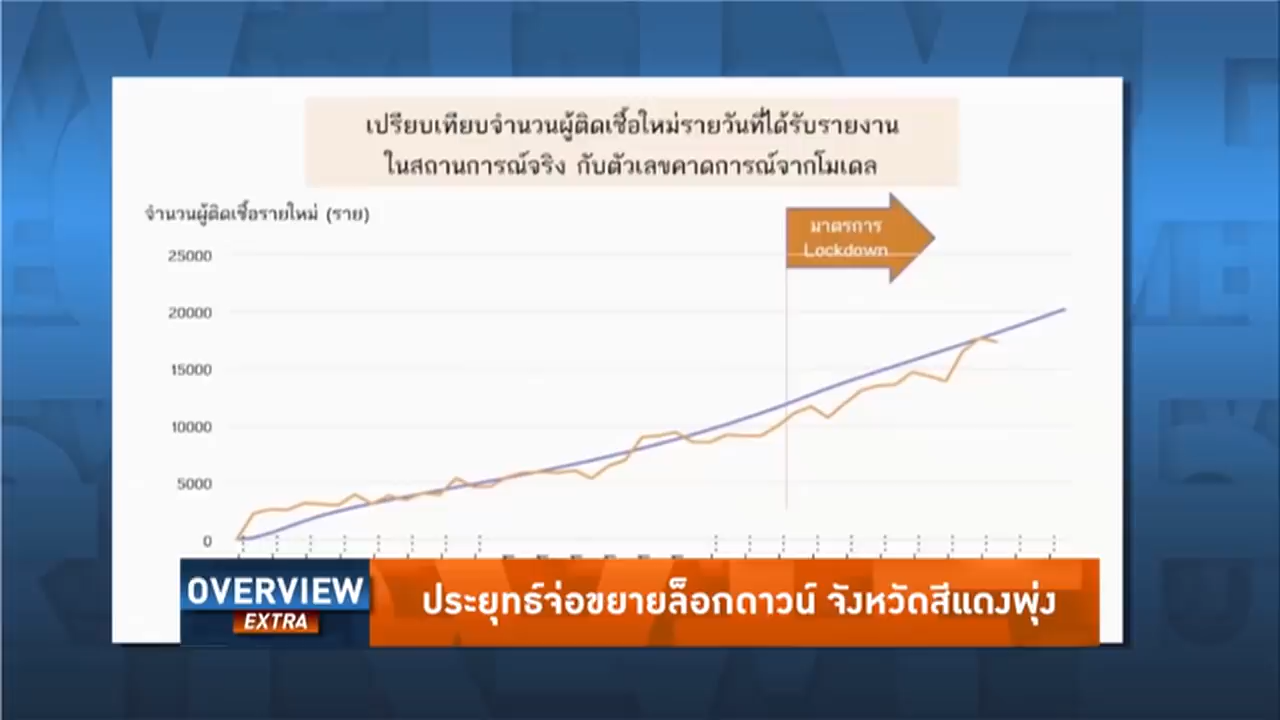 เปรียบเทียบจำนวนผู้ติดเชื้อใหม่รายวันที่ได้รับรายงาน
ในสถานการณ์จริง กับตัวเลขคาดการณ์จากโมเดล
จำนวนผู้ติดเชื้อรายใหม่ (ราย)
มาตรการ
Lockdown
25000
20000
15000
10000
5000
0
OVERVIEW
EXTRA
ประยุทธ์จ่อขยายล็อกดาวน์ จังหวัดสีแดงพุ่ง